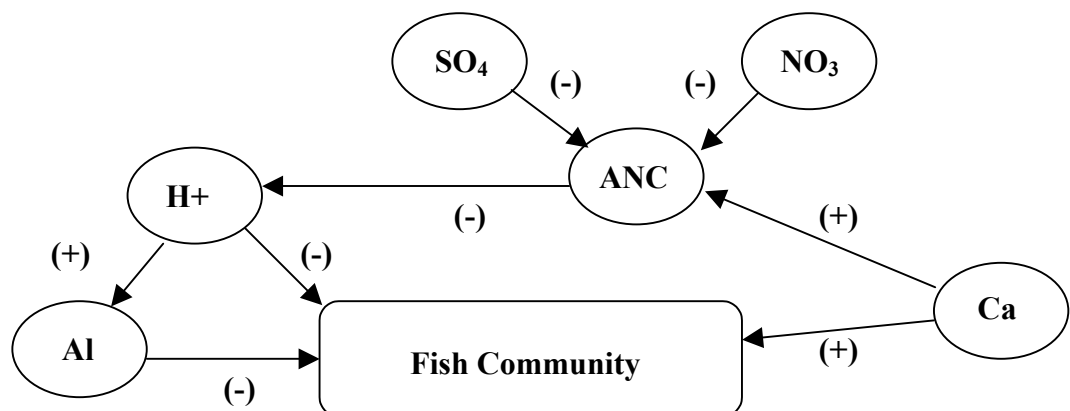 SO₄
NO₃
(-)
(-)
ANC
H+
(-)
(+)
(+)
(-)
Ca
Al
Fish Community
(+)
(-)